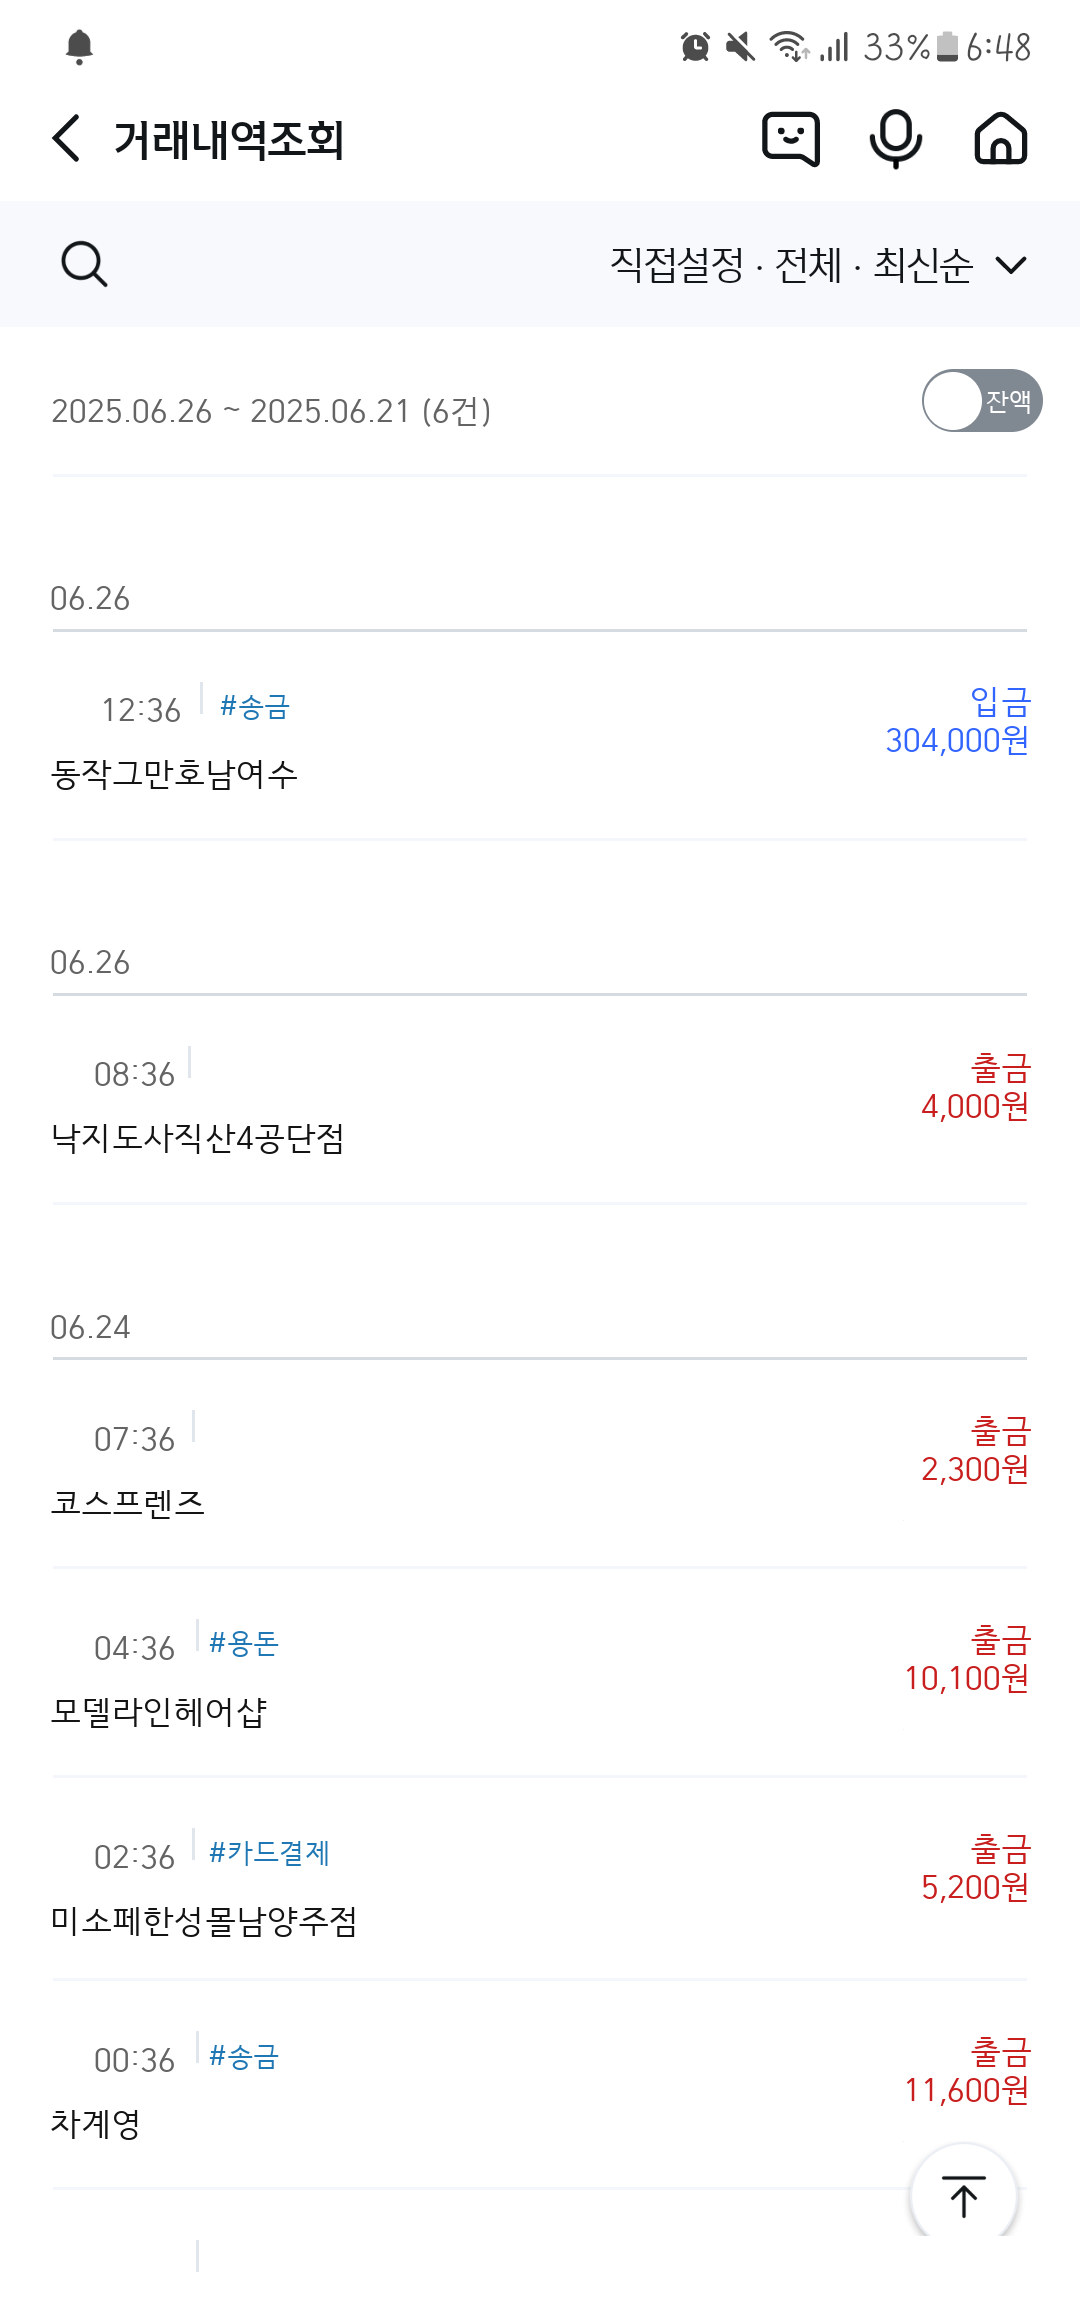 33% 6:48
거래내역조회
직접설정 · 전체 · 최신순
2025.06.26 ~ 2025.06.21 (6건)
잔액
06.26
12:36 #송금
입금
304,000원
동작그만호남여수
06.26
08:36
출금
4,000원
낙지도사직산4공단점
06.24
07:36
출금
2,300원
코스프렌즈
04:36 #용돈
출금
10,100원
모델라인헤어샵
02:36 #카드결제
출금
5,200원
미소페한성몰남양주점
00:36 #송금
출금
11,600원
차계영